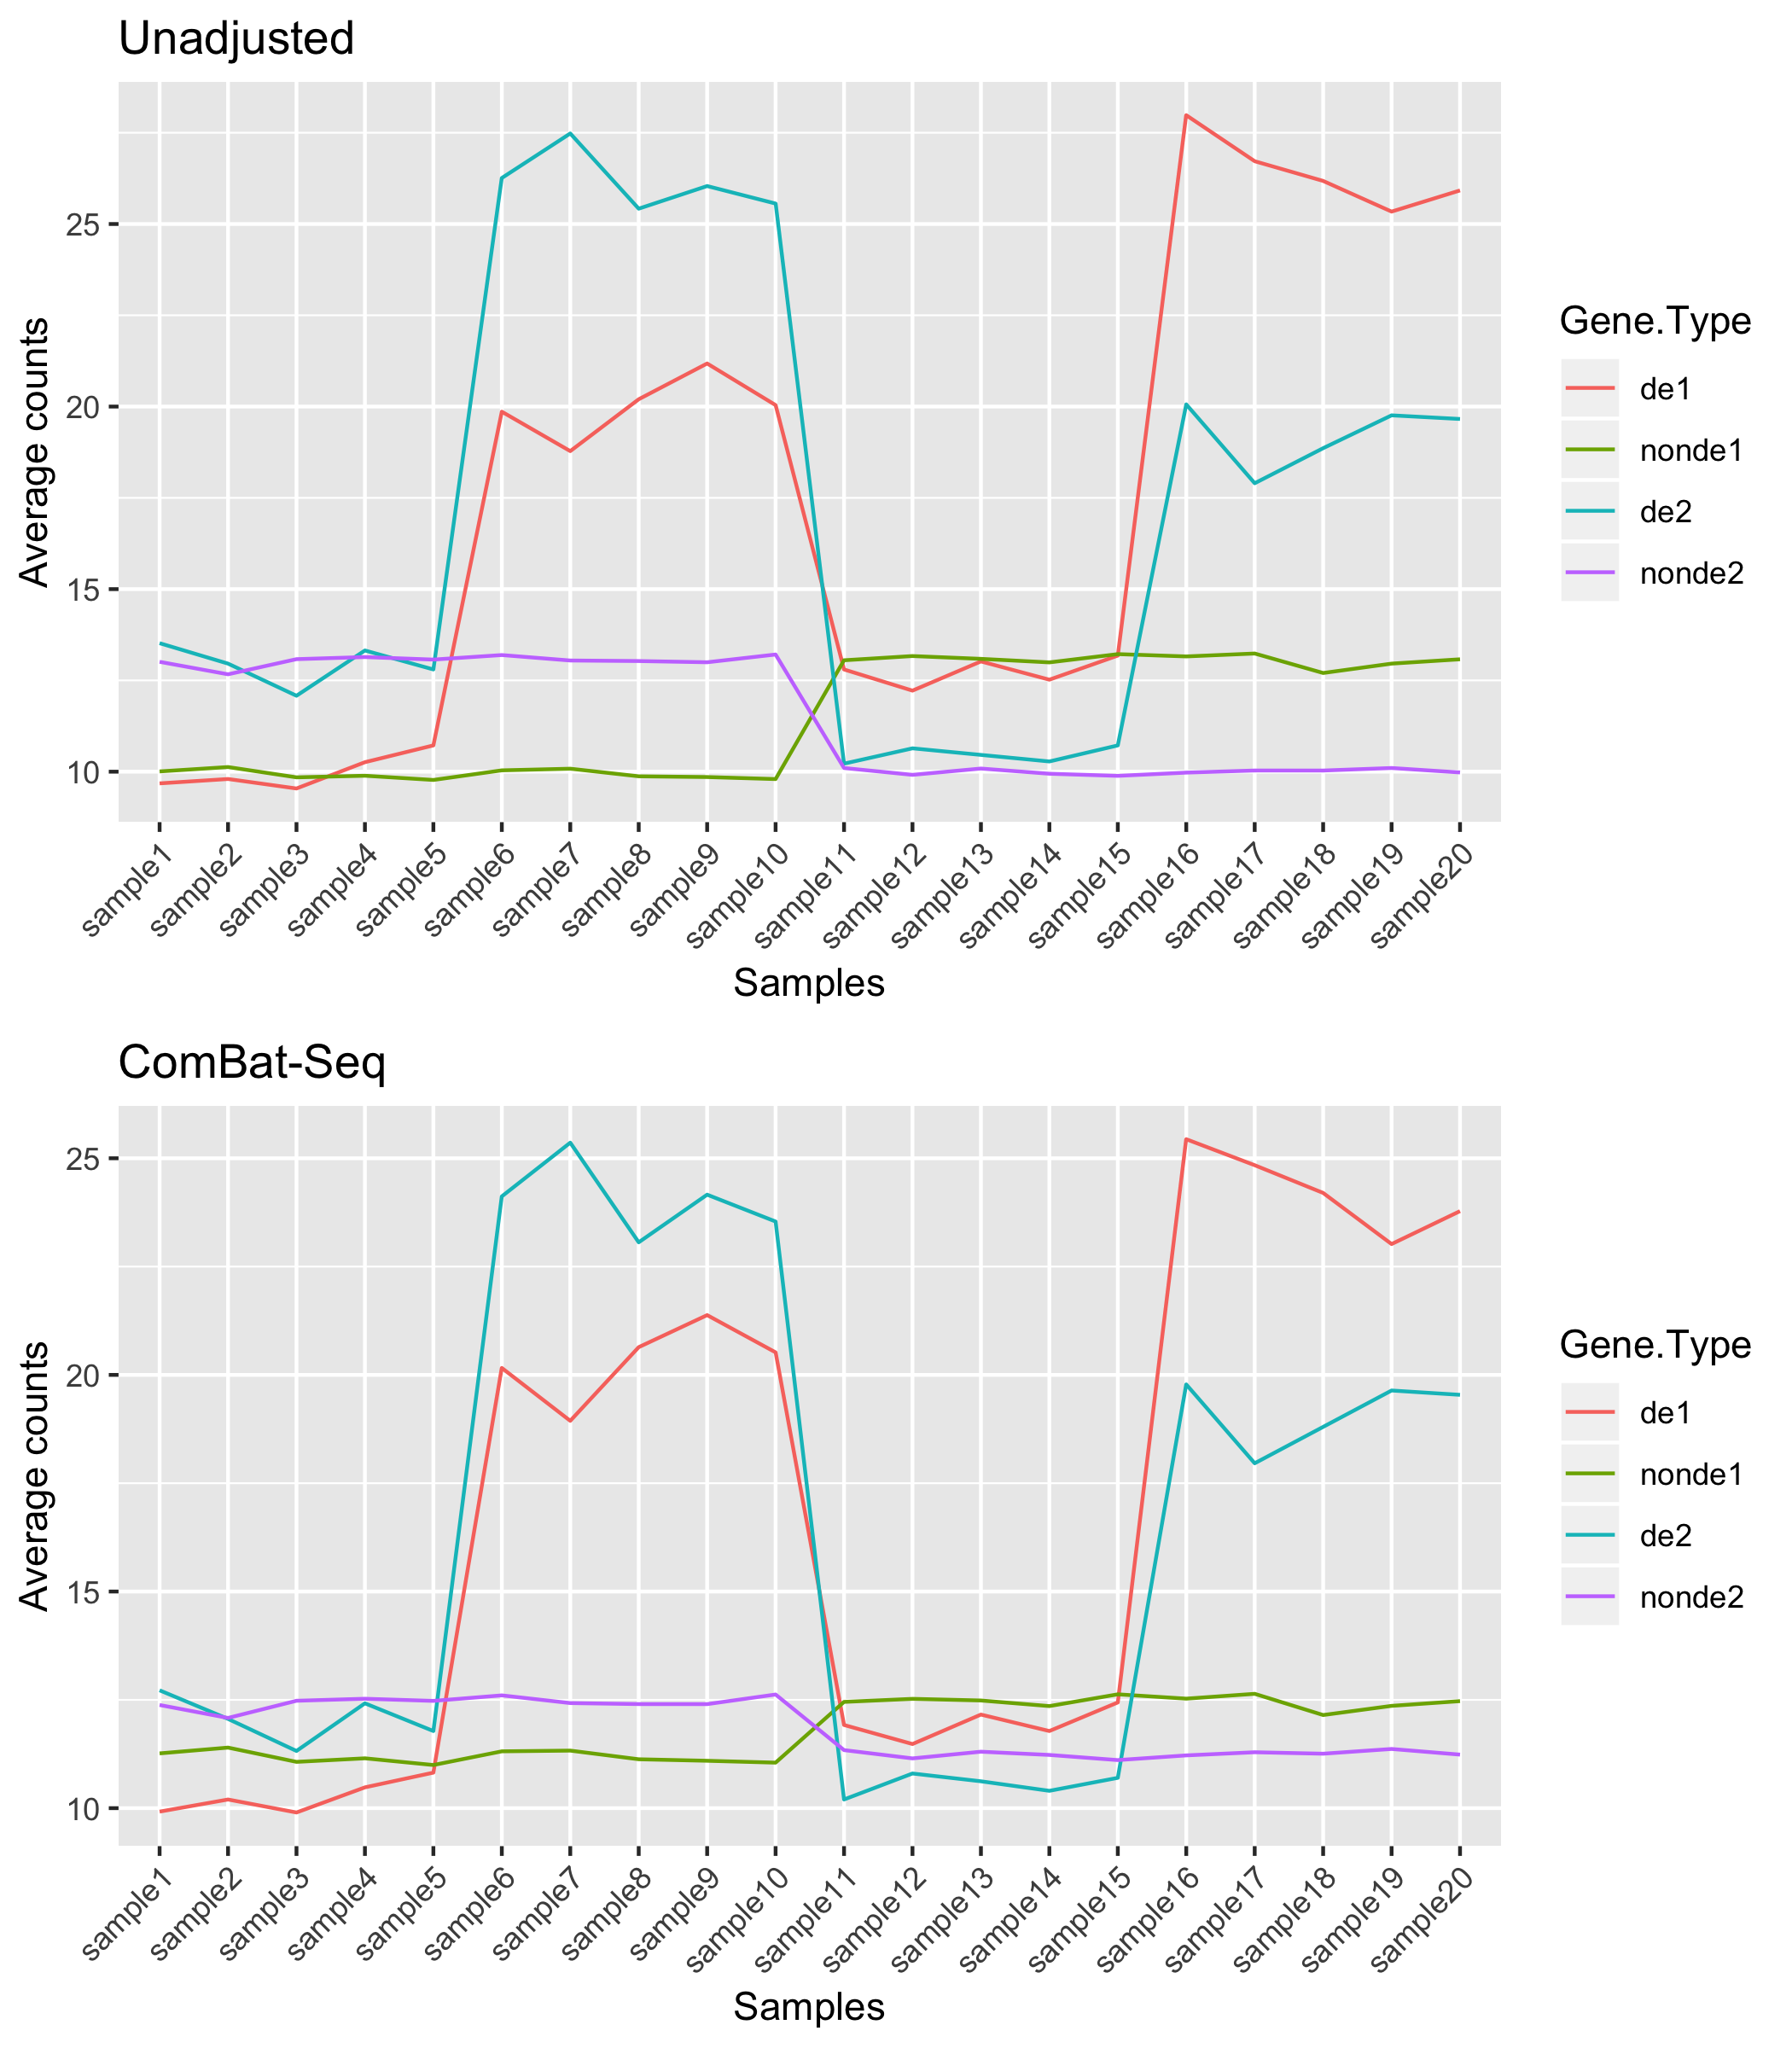 Unadjusted
Average counts
25
20
15
10
sample1
sample2
sample3
sample4
sample5
sample6
sample7
sample8
sample9
sample10
sample11
sample12
sample13
sample14
sample15
sample16
sample17
sample18
sample19
sample20
Samples
Gene.Type
de1
nonde1
de2
nonde2
ComBat-Seq
Average counts
25
20
15
10
sample1
sample2
sample3
sample4
sample5
sample6
sample7
sample8
sample9
sample10
sample11
sample12
sample13
sample14
sample15
sample16
sample17
sample18
sample19
sample20
Samples
Gene.Type
de1
nonde1
de2
nonde2